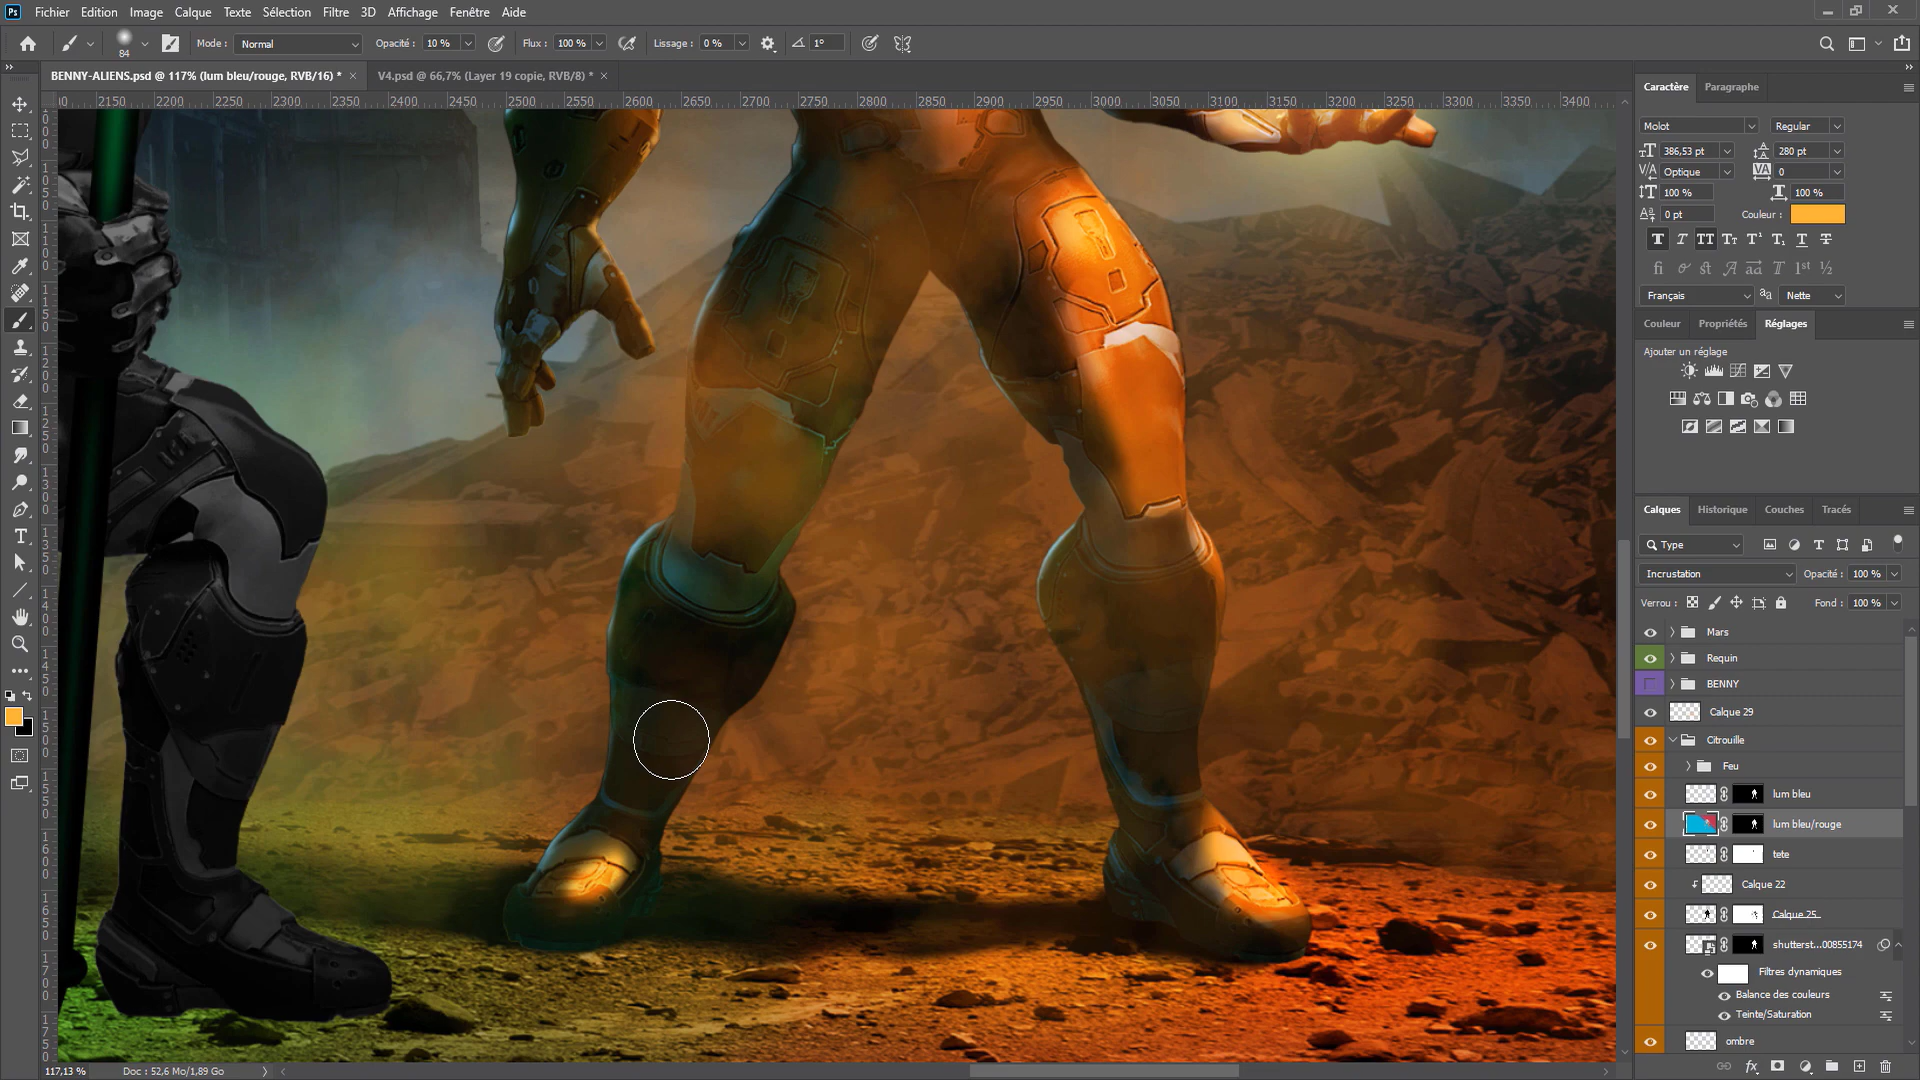 Ps Fichier Edition Image Calque Texte Sélection Filtre 3D Affichage Fenêtre Aide
84 Mode : Normal Opacité : 10 % Flux : 100 % Lissage : 0 % 1°
BENNY-ALIENS.psd @ 117% (lum bleu/rouge, RVB/16) * V4.psd @ 66,7% (Layer 19 copie, RVB/8) *
2150 2200 2250 2300 2350 2400 2450 2500 2550 2600 2650 2700 2750 2800 2850 2900 2950 3000 3050 3100 3150 3200 3250 3300 3350 3400
Caractère Paragraphe
Molot Regular
386,53 pt 280 pt
Optique 0
100 % 100 %
0 pt Couleur :
Français aa Nette
Couleur Propriétés Réglages
Ajouter un réglage
Calques Historique Couches Tracés
Type
Incrustation Opacité : 100 %
Verrou : Fond : 100 %
Mars
Requin
BENNY
Calque 29
Citrouille
Feu
lum bleu
lum bleu/rouge
tete
Calque 22
Calque 25
shutterst...00855174
Filtres dynamiques
Balance des couleurs
Teinte/Saturation
ombre
117,13 % Doc : 52,6 Mo/1,89 Go